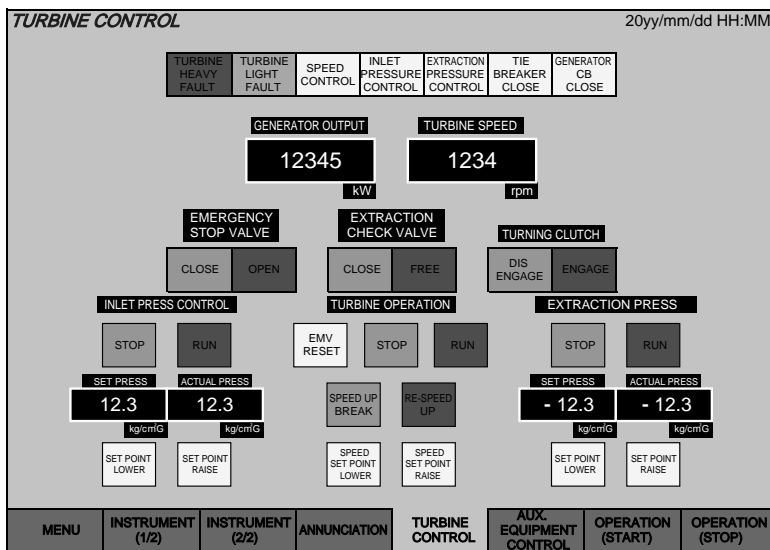 TURBINE CONTROL
20yy/mm/dd HH:MM
TURBINE HEAVY FAULT
TURBINE LIGHT FAULT
SPEED CONTROL
INLET PRESSURE CONTROL
EXTRACTION PRESSURE CONTROL
TIE BREAKER CLOSE
GENERATOR CB CLOSE
GENERATOR OUTPUT
TURBINE SPEED
12345
1234
kW
rpm
EMERGENCY
STOP VALVE
EXTRACTION
CHECK VALVE
TURNING CLUTCH
CLOSE
OPEN
CLOSE
FREE
DIS ENGAGE
ENGAGE
INLET PRESS CONTROL
TURBINE OPERATION
EXTRACTION PRESS
STOP
RUN
EMV RESET
STOP
RUN
STOP
RUN
SET PRESS
ACTUAL PRESS
12.3
12.3
kg/cm²G
kg/cm²G
SPEED UP BREAK
RE-SPEED UP
SET PRESS
ACTUAL PRESS
- 12.3
- 12.3
kg/cm²G
kg/cm²G
SET POINT LOWER
SET POINT RAISE
SPEED SET POINT LOWER
SPEED SET POINT RAISE
SET POINT LOWER
SET POINT RAISE
MENU
INSTRUMENT (1/2)
INSTRUMENT (2/2)
ANNUNCIATION
TURBINE CONTROL
AUX. EQUIPMENT CONTROL
OPERATION (START)
OPERATION (STOP)